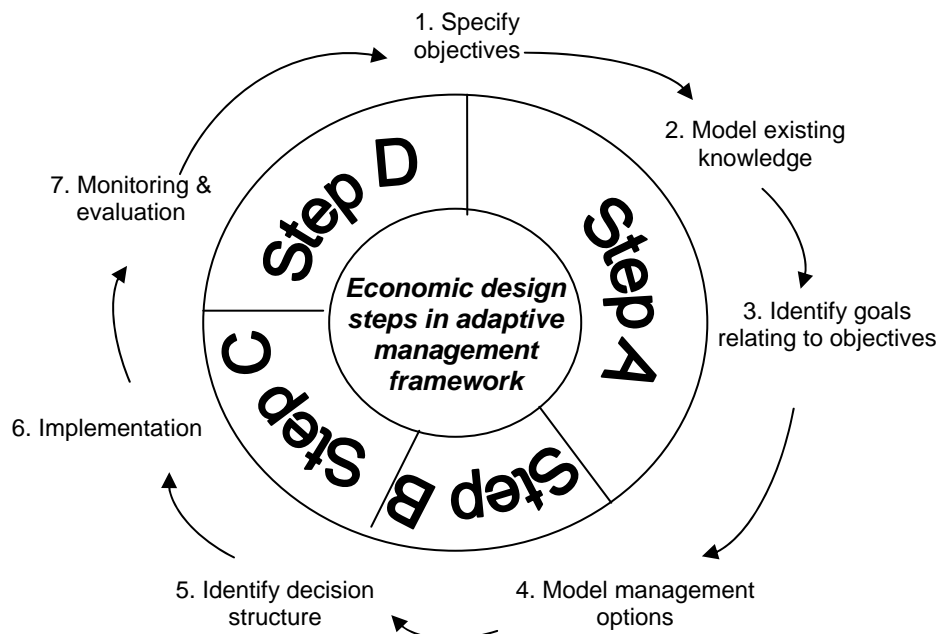 1. Specify
objectives
2. Model existing
knowledge
3. Identify goals
relating to objectives
4. Model management
options
5. Identify decision
structure
6. Implementation
7. Monitoring &
evaluation
Step A
Step B
Step C
Step D
Economic design
steps in adaptive
management
framework